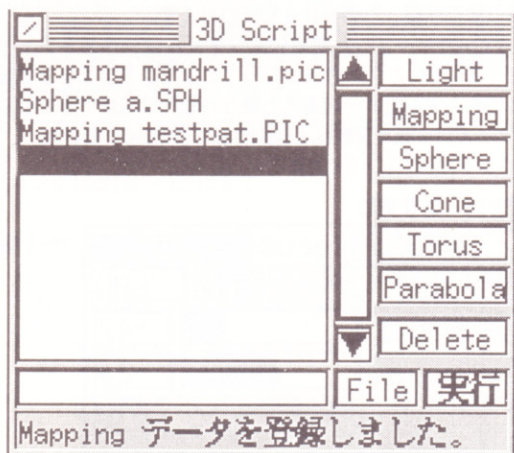 3D Script
Mapping mandrill.pic
Sphere a.SPH
Mapping testpat.PIC
Light
Mapping
Sphere
Cone
Torus
Parabola
Delete
File
実行
Mapping データを登録しました。